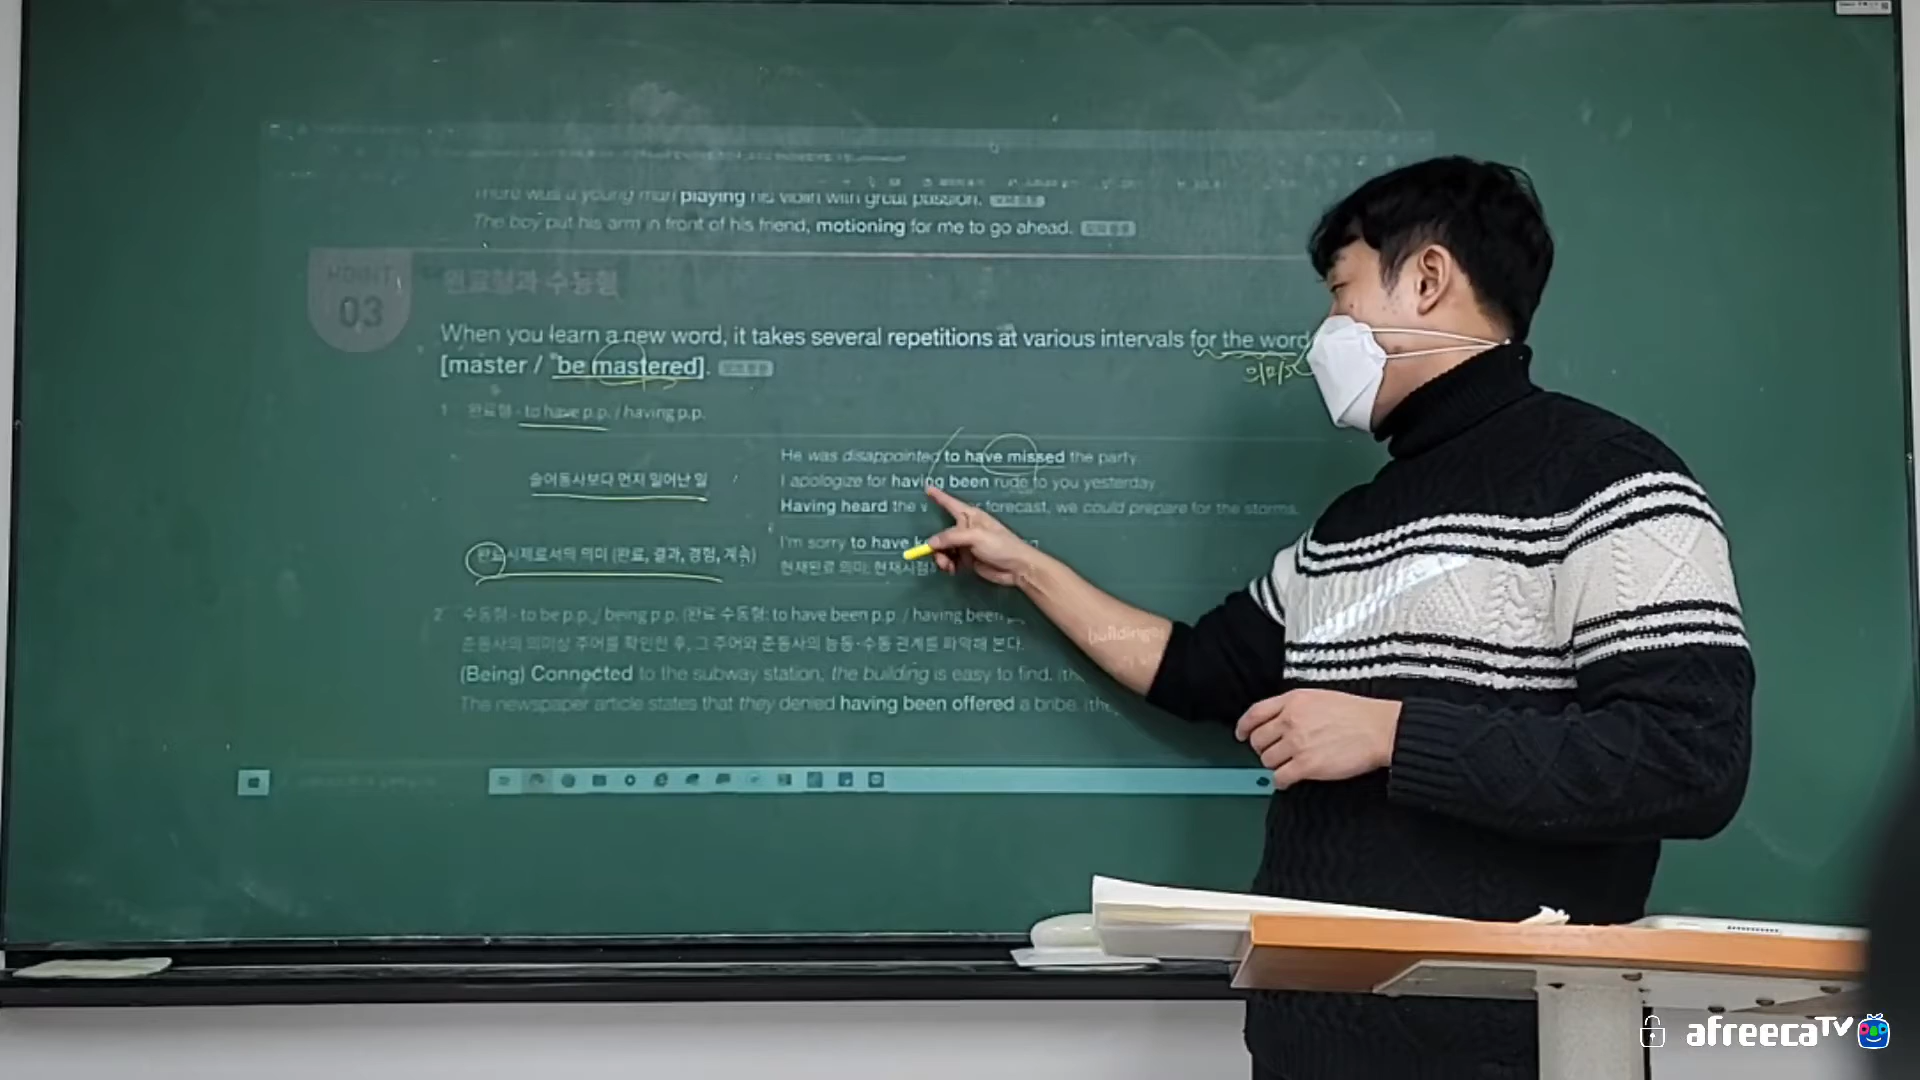 There was a young man playing his violin with great passion.
The boy put his arm in front of his friend, motioning for me to go ahead.
POINT
03
완료형과 수동형
When you learn a new word, it takes several repetitions at various intervals for the word
[master / be mastered].
의미S
1 완료형 - to have p.p. / having p.p.
술어동사보다 먼저 일어난 일
He was disappointed to have missed the party.
I apologize for having been rude to you yesterday.
Having heard the forecast, we could prepare for the storms.
완료시제로서의 의미 (완료, 결과, 경험, 계속)
I'm sorry to have
현재완료 의미: 현재시점
2 수동형 - to be p.p. / being p.p. (완료 수동형: to have been p.p. / having been
준동사의 의미상 주어를 확인한 후, 그 주어와 준동사의 능동·수동 관계를 파악해 본다.
(Being) Connected to the subway station, the building is easy to find.
building
The newspaper article states that they denied having been offered a bribe. (they
afreecaTV